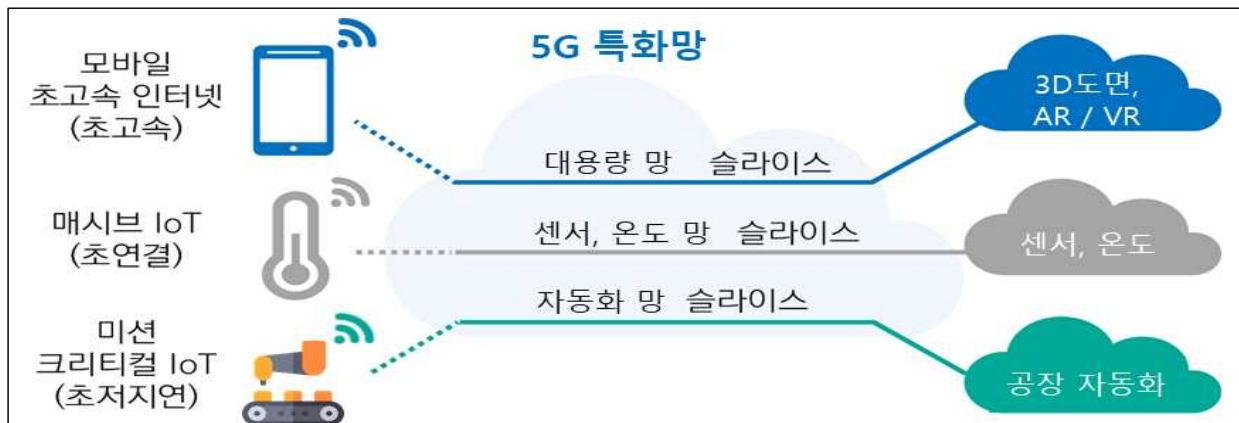 5G 특화망
모바일
초고속 인터넷
(초고속)
대용량 망 슬라이스
3D도면,
AR / VR
매시브 IoT
(초연결)
센서, 온도 망 슬라이스
센서, 온도
미션
크리티컬 IoT
(초저지연)
자동화 망 슬라이스
공장 자동화